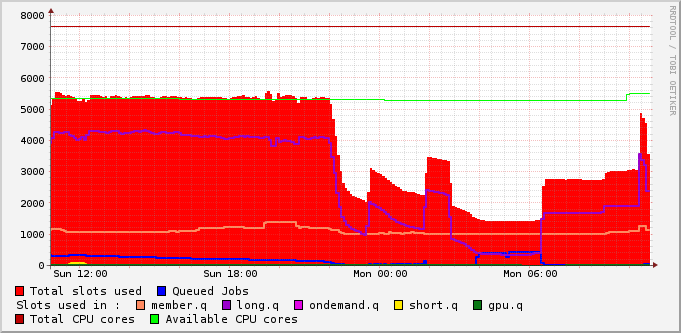 8000
7000
6000
5000
4000
3000
2000
1000
0
Sun 12:00 Sun 18:00 Mon 00:00 Mon 06:00
Total slots used Queued Jobs
Slots used in : member.q long.q ondemand.q short.q gpu.q
Total CPU cores Available CPU cores
RRDTOOL / TOBI OETIKER